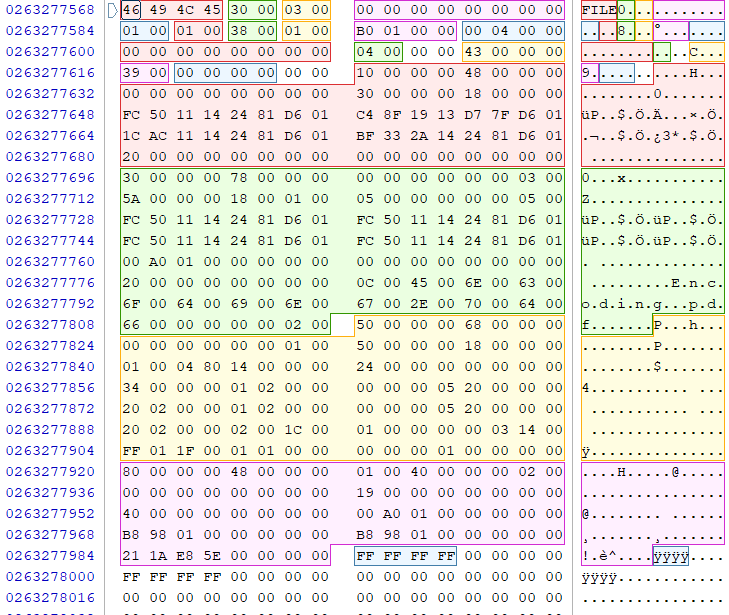 0263277568 46 49 4C 45 30 00 03 00 00 00 00 00 00 00 00 00 FILE0...........
0263277584 01 00 01 00 38 00 01 00 B0 01 00 00 00 04 00 00 ....8...°.......
0263277600 00 00 00 00 00 00 00 00 04 00 00 00 43 00 00 00 ............C...
0263277616 39 00 00 00 00 00 00 00 10 00 00 00 48 00 00 00 9...........H...
0263277632 00 00 00 00 00 00 00 00 30 00 00 00 18 00 00 00 ........0.......
0263277648 FC 50 11 14 24 81 D6 01 C4 8F 19 13 D7 7F D6 01 üP..$.Ö.Ä...×.Ö.
0263277664 1C AC 11 14 24 81 D6 01 BF 33 2A 14 24 81 D6 01 .¬..$.Ö.¿3*.$.Ö.
0263277680 20 00 00 00 00 00 00 00 00 00 00 00 00 00 00 00  ...............
0263277696 30 00 00 00 78 00 00 00 00 00 00 00 00 00 03 00 0...x...........
0263277712 5A 00 00 00 18 00 01 00 05 00 00 00 00 00 05 00 Z...............
0263277728 FC 50 11 14 24 81 D6 01 FC 50 11 14 24 81 D6 01 üP..$.Ö.üP..$.Ö.
0263277744 FC 50 11 14 24 81 D6 01 FC 50 11 14 24 81 D6 01 üP..$.Ö.üP..$.Ö.
0263277760 00 A0 01 00 00 00 00 00 00 00 00 00 00 00 00 00 . ..............
0263277776 20 00 00 00 00 00 00 00 0C 00 45 00 6E 00 63 00  .........E.n.c.
0263277792 6F 00 64 00 69 00 6E 00 67 00 2E 00 70 00 64 00 o.d.i.n.g...p.d.
0263277808 66 00 00 00 00 00 02 00 50 00 00 00 68 00 00 00 f.......P...h...
0263277824 00 00 00 00 00 00 01 00 50 00 00 00 18 00 00 00 ........P.......
0263277840 01 00 04 80 14 00 00 00 24 00 00 00 00 00 00 00 ........$.......
0263277856 34 00 00 00 01 02 00 00 00 00 00 05 20 00 00 00 4........... ...
0263277872 20 02 00 00 01 02 00 00 00 00 00 05 20 00 00 00  ........... ...
0263277888 20 02 00 00 02 00 1C 00 01 00 00 00 00 03 14 00  ...............
0263277904 FF 01 1F 00 01 01 00 00 00 00 00 01 00 00 00 00 ÿ...............
0263277920 80 00 00 00 48 00 00 00 01 00 40 00 00 00 02 00 ....H.....@.....
0263277936 00 00 00 00 00 00 00 00 19 00 00 00 00 00 00 00 ................
0263277952 40 00 00 00 00 00 00 00 00 A0 01 00 00 00 00 00 @........ ......
0263277968 B8 98 01 00 00 00 00 00 B8 98 01 00 00 00 00 00 ¸.......¸.......
0263277984 21 1A E8 5E 00 00 00 00 FF FF FF FF 00 00 00 00 !.è^....ÿÿÿÿ....
0263278000 FF FF FF FF 00 00 00 00 00 00 00 00 00 00 00 00 ÿÿÿÿ............
0263278016 00 00 00 00 00 00 00 00 00 00 00 00 00 00 00 00 ................